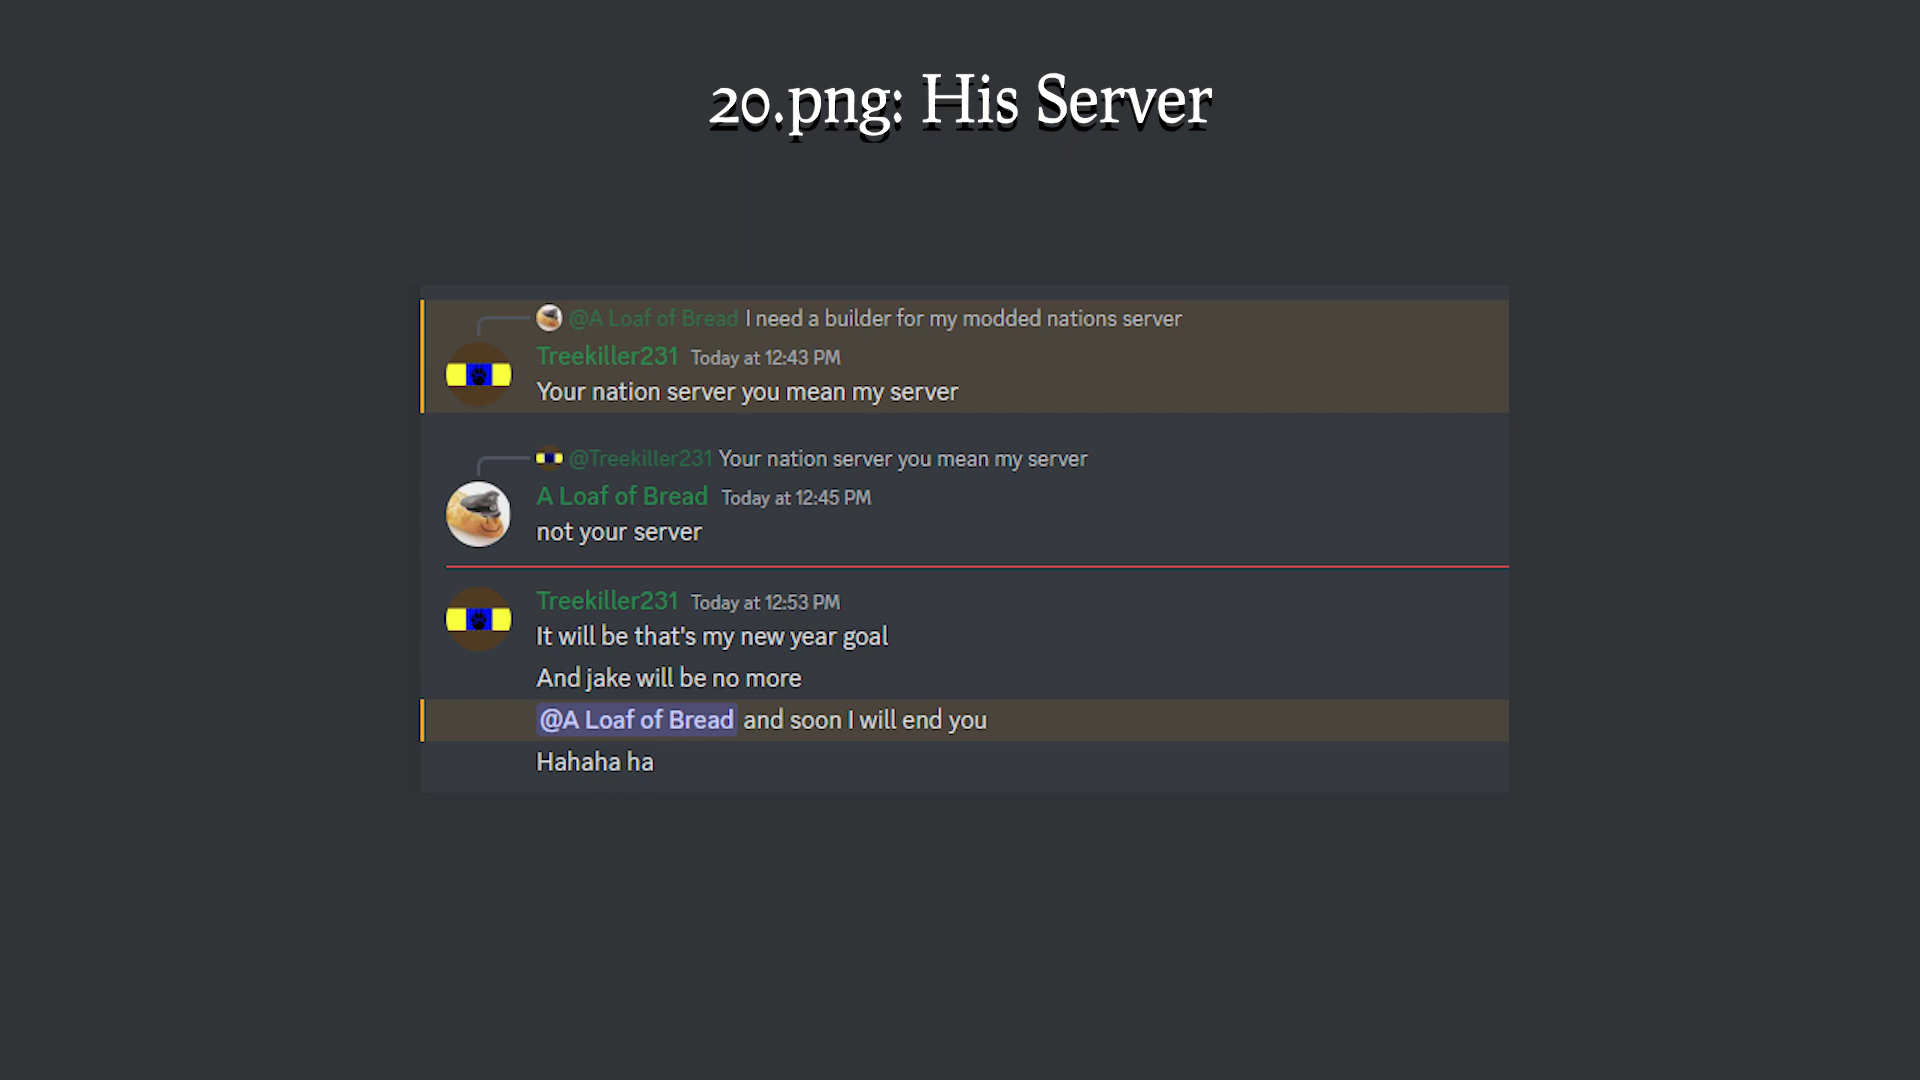 20.png: His Server
@A Loaf of Bread I need a builder for my modded nations server
Treekiller231 Today at 12:43 PM
Your nation server you mean my server
@Treekiller231 Your nation server you mean my server
A Loaf of Bread Today at 12:45 PM
not your server
Treekiller231 Today at 12:53 PM
It will be that's my new year goal
And jake will be no more
@A Loaf of Bread and soon I will end you
Hahaha ha